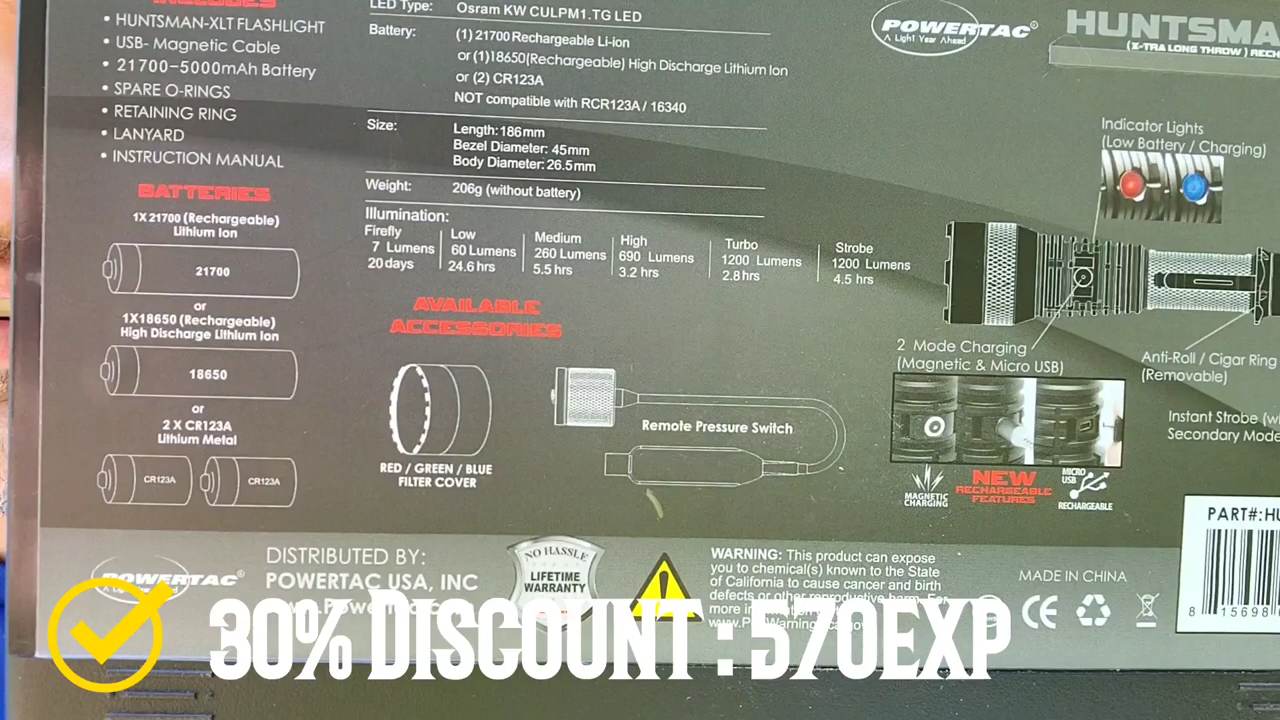 INCLUDES
• HUNTSMAN-XLT FLASHLIGHT
• USB- Magnetic Cable
• 21700-5000mAh Battery
• SPARE O-RINGS
• RETAINING RING
• LANYARD
• INSTRUCTION MANUAL
BATTERIES
1X 21700 (Rechargeable)
Lithium Ion
21700
or
1X18650 (Rechargeable)
High Discharge Lithium Ion
18650
or
2 X CR123A
Lithium Metal
CR123A
CR123A
LED Type: Osram KW CULPM1.TG LED
Battery: (1) 21700 Rechargeable Li-ion
or (1)18650(Rechargeable) High Discharge Lithium Ion
or (2) CR123A
NOT compatible with RCR123A / 16340
Size: Length:186mm
Bezel Diameter: 45mm
Body Diameter: 26.5mm
Weight: 206g (without battery)
Illumination:
Firefly Low Medium High Turbo Strobe
7 Lumens 60 Lumens 260 Lumens 690 Lumens 1200 Lumens 1200 Lumens
20days 24.6 hrs 5.5 hrs 3.2 hrs 2.8 hrs 4.5 hrs
AVAILABLE
ACCESSORIES
RED / GREEN / BLUE
FILTER COVER
Remote Pressure Switch
POWERTAC®
A Light Year Ahead
(X-TRA LONG THROW)
Indicator Lights
(Low Battery / Charging)
2 Mode Charging
(Magnetic & Micro USB)
Anti-Roll / Cigar Ring
(Removable)
Instant Strobe
Secondary Mode
MAGNETIC
CHARGING
NEW
RECHARGEABLE
FEATURES
MICRO
USB
RECHARGEABLE
PART#:
8 15698
POWERTAC®
DISTRIBUTED BY:
POWERTAC USA, INC
NO HASSLE
LIFETIME
WARRANTY
WARNING: This product can expose
you to chemical(s) known to the State
of California to cause cancer and birth
defects or other reproductive harm. For
more
MADE IN CHINA
CE
30% DISCOUNT : 570EXP